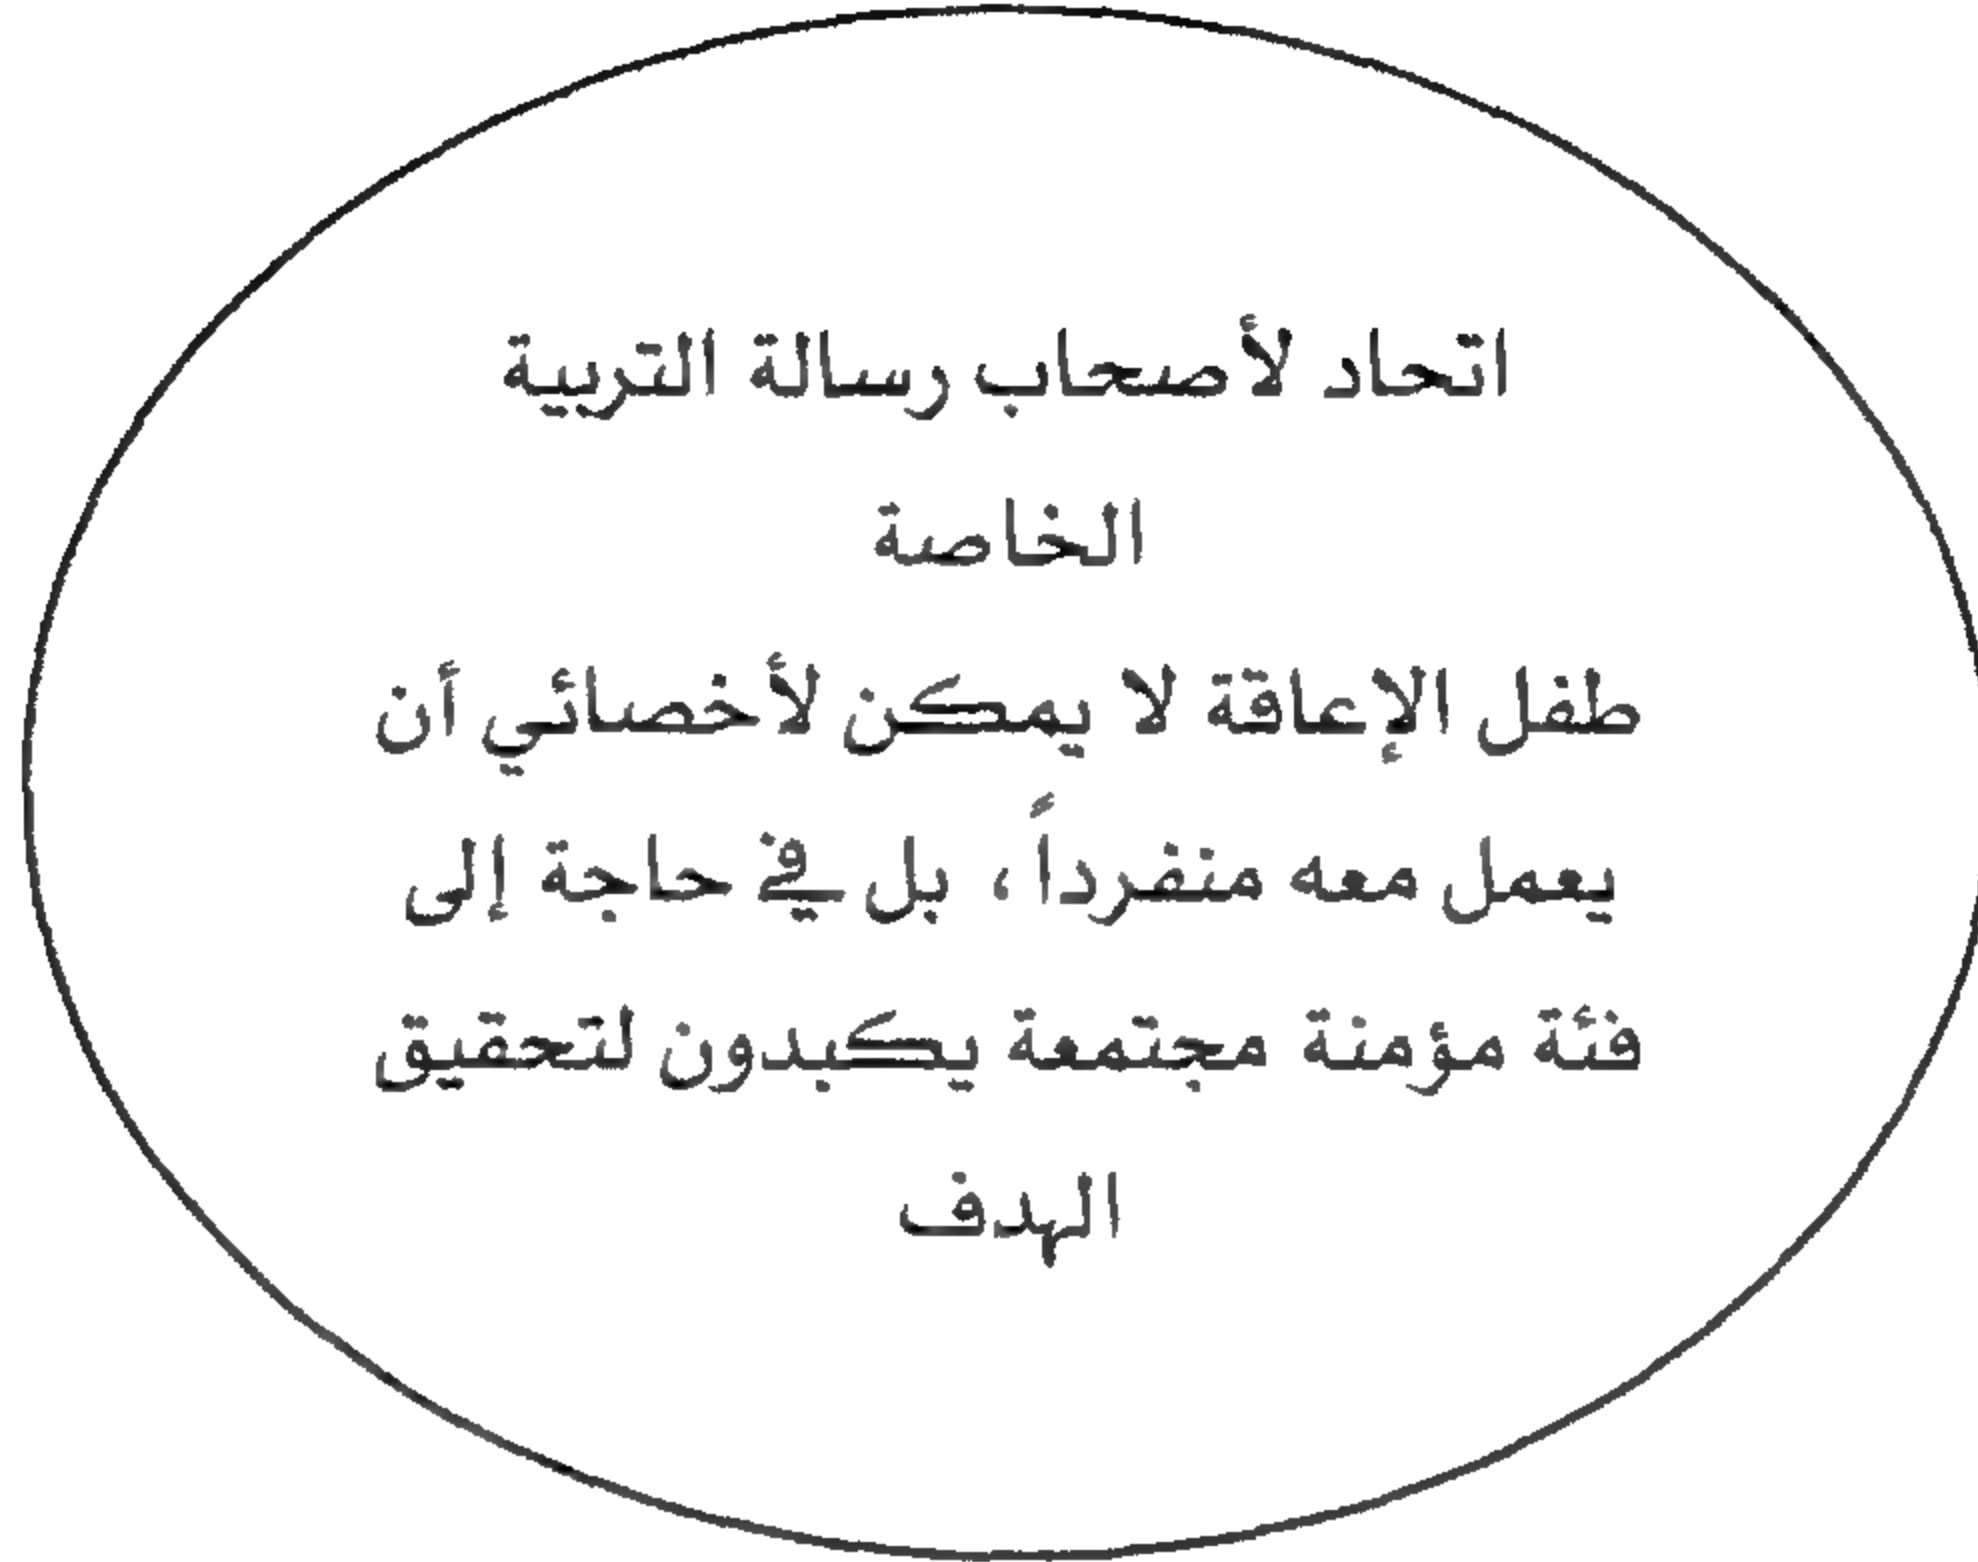 اتحاد لأصحاب رسالة التربية
الخاصة
طفل الإعاقة لا يمكن لأخصائي أن
يعمل معه منفرداً، بل في حاجة إلى
فئة مؤمنة مجتمعة يكبدون لتحقيق
الهدف